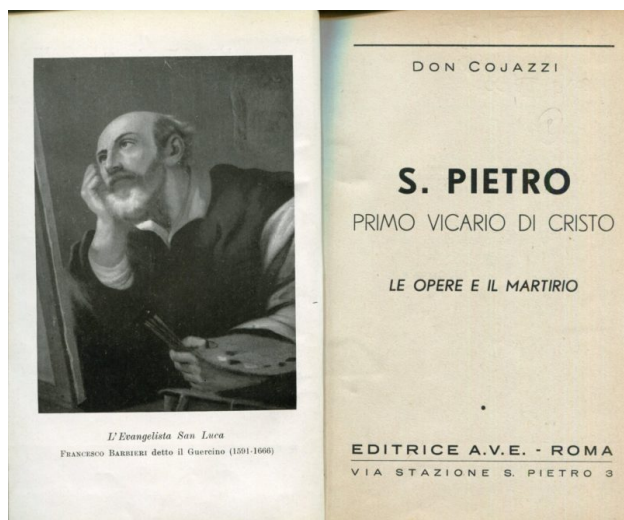 L'Evangelista San Luca
FRANCESCO BARBIERI detto il Guercino (1591-1666)
DON COJAZZI
S. PIETRO
PRIMO VICARIO DI CRISTO
LE OPERE E IL MARTIRIO
EDITRICE A.V.E. - ROMA
VIA STAZIONE S. PIETRO 3